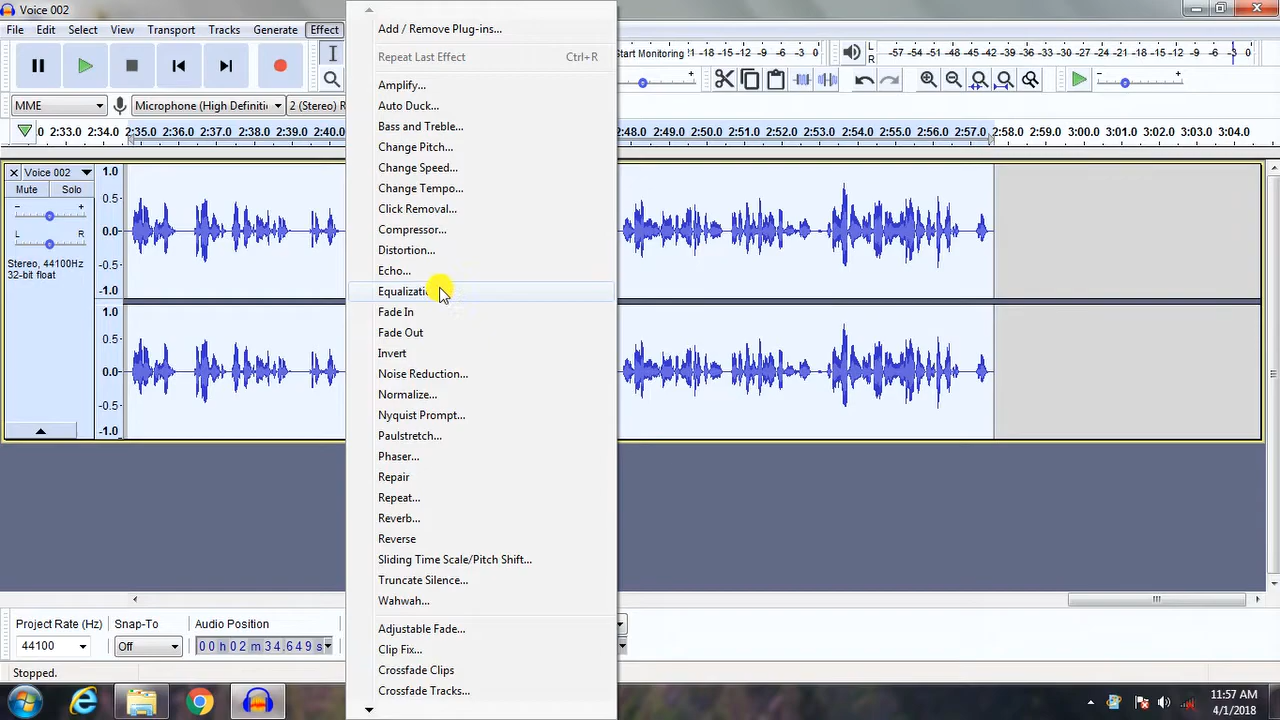 Voice 002
File Edit Select View Transport Tracks Generate Effect
Start Monitoring -18 -15 -12 -9 -6 -3 0
L
R
-57 -54 -51 -48 -45 -42 -39 -36 -33 -30 -27 -24 -21 -18 -15 -12 -9 -6 -3 0
MME
Microphone (High Definiti
2 (Stereo) R
0 2:33.0 2:34.0 2:35.0 2:36.0 2:37.0 2:38.0 2:39.0 2:40.0
2:48.0 2:49.0 2:50.0 2:51.0 2:52.0 2:53.0 2:54.0 2:55.0 2:56.0 2:57.0 2:58.0 2:59.0 3:00.0 3:01.0 3:02.0 3:03.0 3:04.0
Voice 002
Mute Solo
- +
L R
Stereo, 44100Hz
32-bit float
1.0
0.5
0.0
-0.5
-1.0
1.0
0.5
0.0
-0.5
-1.0
Add / Remove Plug-ins...
Repeat Last Effect Ctrl+R
Amplify...
Auto Duck...
Bass and Treble...
Change Pitch...
Change Speed...
Change Tempo...
Click Removal...
Compressor...
Distortion...
Echo...
Fade In
Fade Out
Invert
Noise Reduction...
Normalize...
Nyquist Prompt...
Paulstretch...
Phaser...
Repair
Repeat...
Reverb...
Reverse
Sliding Time Scale/Pitch Shift...
Truncate Silence...
Wahwah...
Adjustable Fade...
Clip Fix...
Crossfade Clips
Crossfade Tracks...
Project Rate (Hz) Snap-To Audio Position
44100 Off 00 h 02 m 34.649 s
Stopped.
11:57 AM
4/1/2018